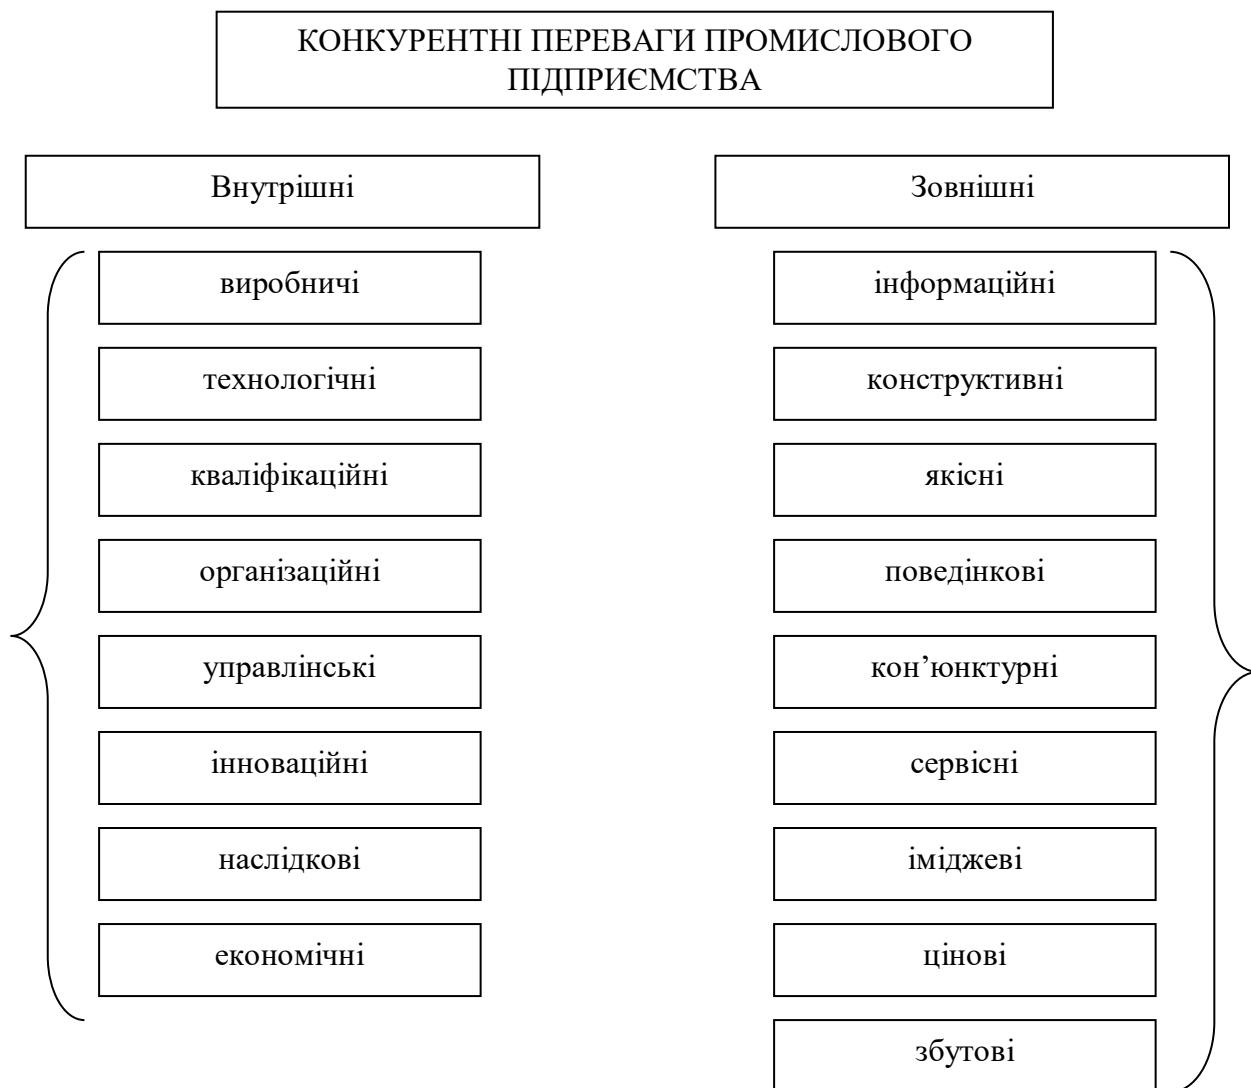 КОНКУРЕНТНІ ПЕРЕВАГИ ПРОМИСЛОВОГО
ПІДПРИЄМСТВА
Внутрішні
виробничі
технологічні
кваліфікаційні
організаційні
управлінські
інноваційні
наслідкові
економічні
Зовнішні
інформаційні
конструктивні
якісні
поведінкові
кон’юнктурні
сервісні
іміджеві
цінові
збутові